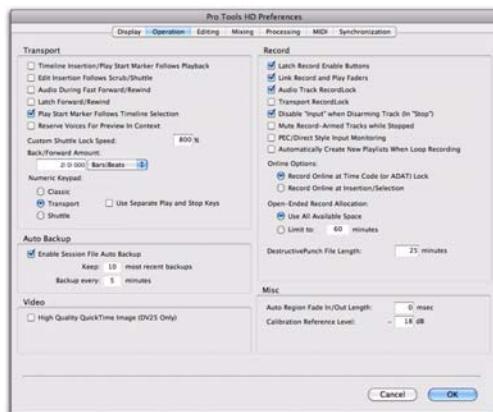 Pro Tools HD Preferences
Display Operation Editing Mixing Processing MIDI Synchronization
Transport
Timeline Insertion/Play Start Marker Follows Playback
Edit Insertion Follows Scrub/Shuttle
Audio During Fast Forward/Rewind
Latch Forward/Rewind
Play Start Marker Follows Timeline Selection
Reserve Voices For Preview In Context
Custom Shuttle Lock Speed: 800 %
Back/Forward Amount:
2|0|000 Bars|Beats
Numeric Keypad:
Classic
Transport Use Separate Play and Stop Keys
Shuttle
Auto Backup
Enable Session File Auto Backup
Keep: 10 most recent backups
Backup every: 5 minutes
Video
High Quality QuickTime Image (DV25 Only)
Record
Latch Record Enable Buttons
Link Record and Play Faders
Audio Track RecordLock
Transport RecordLock
Disable "Input" when Disarming Track (In "Stop")
Mute Record-Armed Tracks while Stopped
PEC/Direct Style Input Monitoring
Automatically Create New Playlists When Loop Recording
Online Options:
Record Online at Time Code (or ADAT) Lock
Record Online at Insertion/Selection
Open-Ended Record Allocation:
Use All Available Space
Limit to: 60 minutes
DestructivePunch File Length: 25 minutes
Misc
Auto Region Fade In/Out Length: 0 msec
Calibration Reference Level: - 18 dB
Cancel OK